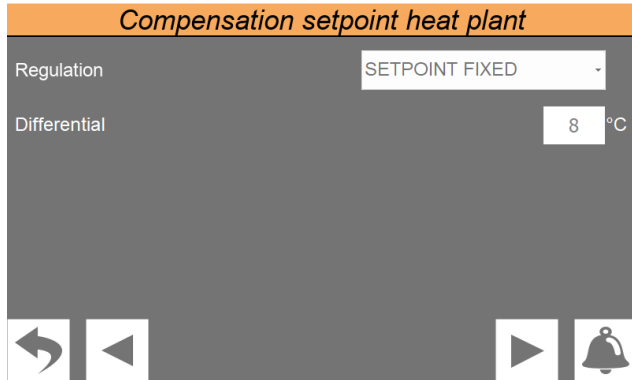 Compensation setpoint heat plant
Regulation SETPOINT FIXED
Differential 8 °C